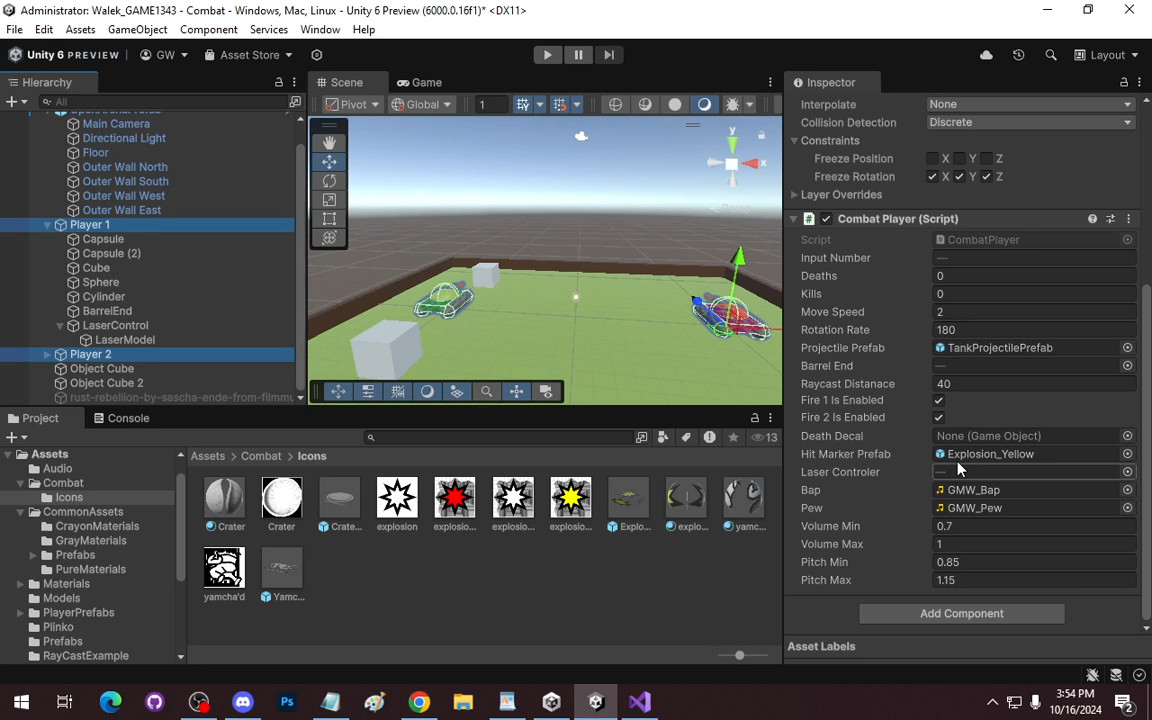 Administrator: Walek_GAME1343 - Combat - Windows, Mac, Linux - Unity 6 Preview (6000.0.16f1)* <DX11>
File Edit Assets GameObject Component Services Window Help
Unity 6 PREVIEW GW Asset Store Layout
Hierarchy
All
Main Camera
Directional Light
Floor
Outer Wall North
Outer Wall South
Outer Wall West
Outer Wall East
Player 1
Capsule
Capsule (2)
Cube
Sphere
Cylinder
BarrelEnd
LaserControl
LaserModel
Player 2
Object Cube
Object Cube 2
rust-rebellion-by-sascha-ende-from-filmmu
Scene Game
Pivot Global 1
y
x
Persp
Project Console
13
Assets
Audio
Combat
Icons
CommonAssets
CrayonMaterials
GrayMaterials
Prefabs
PureMaterials
Materials
Models
PlayerPrefabs
Plinko
Prefabs
RayCastExample
Assets > Combat > Icons
Crater Crater Crate... explosion explosio... explosio... explosio... Explo... explo... yamc...
yamcha'd Yamc...
Inspector
Interpolate None
Collision Detection Discrete
Constraints
Freeze Position X Y Z
Freeze Rotation X Y Z
Layer Overrides
# Combat Player (Script)
Script CombatPlayer
Input Number —
Deaths 0
Kills 0
Move Speed 2
Rotation Rate 180
Projectile Prefab TankProjectilePrefab
Barrel End —
Raycast Distanace 40
Fire 1 Is Enabled
Fire 2 Is Enabled
Death Decal None (Game Object)
Hit Marker Prefab Explosion_Yellow
Laser Controler —
Bap GMW_Bap
Pew GMW_Pew
Volume Min 0.7
Volume Max 1
Pitch Min 0.85
Pitch Max 1.15
Add Component
Asset Labels
Ps
3:54 PM
10/16/2024
2